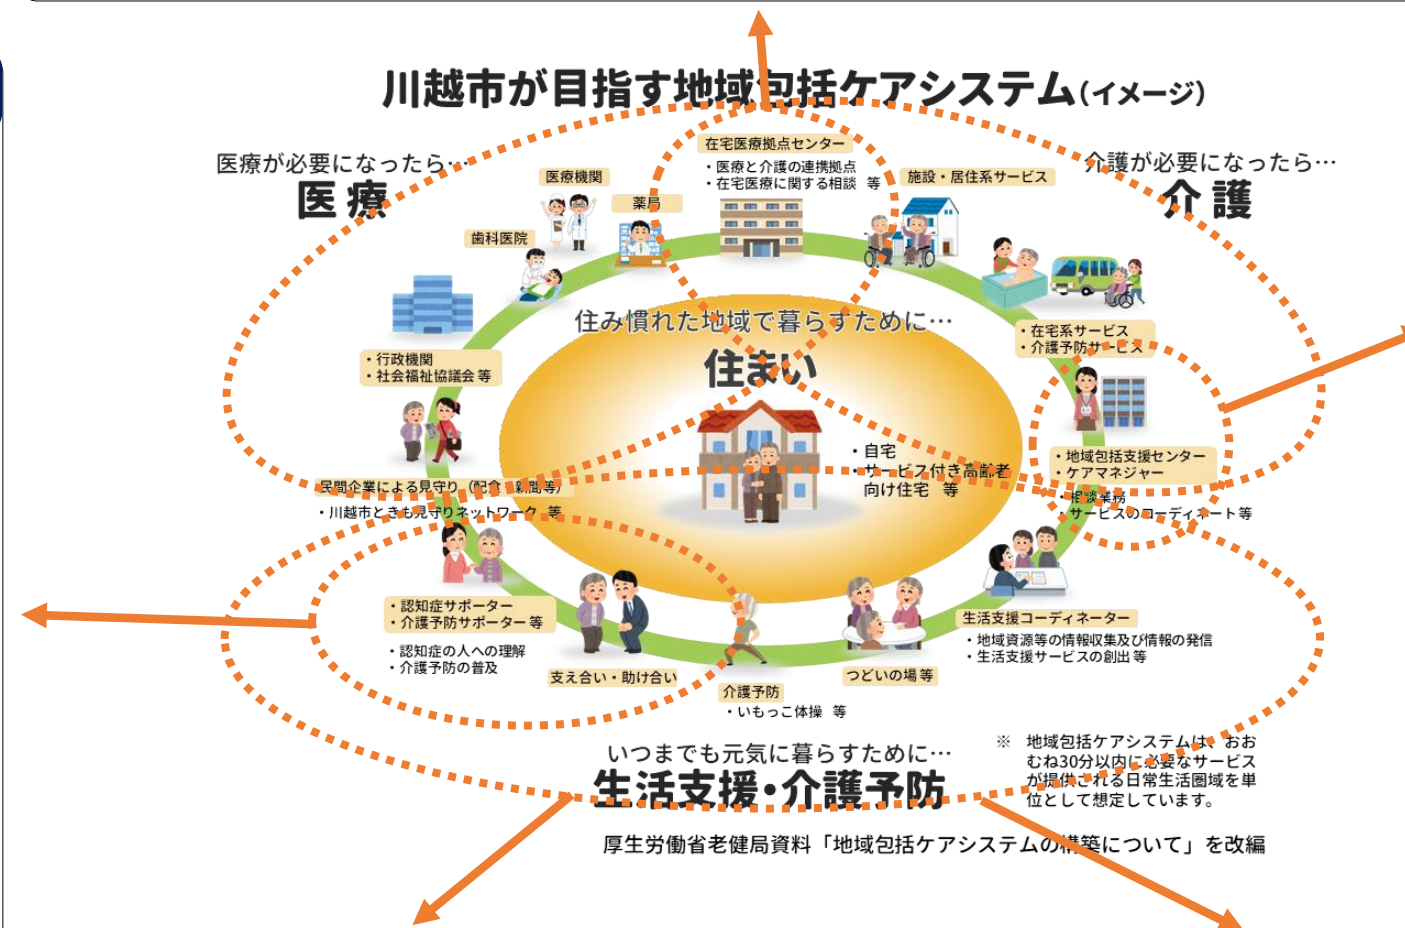 川越市が目指す地域包括ケアシステム（イメージ）
医療が必要になったら…
医療
介護が必要になったら…
介護
在宅医療拠点センター
・医療と介護の連携拠点
・在宅医療に関する相談 等
医療機関
薬局
歯科医院
施設・居住系サービス
・在宅系サービス
・介護予防サービス
・行政機関
・社会福祉協議会 等
住み慣れた地域で暮らすために…
住まい
・自宅
・サービス付き高齢者
向け住宅 等
・地域包括支援センター
・ケアマネジャー
・相談業務
・サービスのコーディネート 等
民間企業による見守り（配食・新聞等）
・川越市ときも見守りネットワーク 等
・認知症サポーター
・介護予防サポーター 等
・認知症の人への理解
・介護予防の普及
支え合い・助け合い
介護予防
・いもっこ体操 等
つどいの場 等
生活支援コーディネーター
・地域資源等の情報収集及び情報の発信
・生活支援サービスの創出 等
いつまでも元気に暮らすために…
生活支援・介護予防
※ 地域包括ケアシステムは、おお
むね30分以内に必要なサービス
が提供される日常生活圏域を単
位として想定しています。
厚生労働省老健局資料「地域包括ケアシステムの構築について」を改編